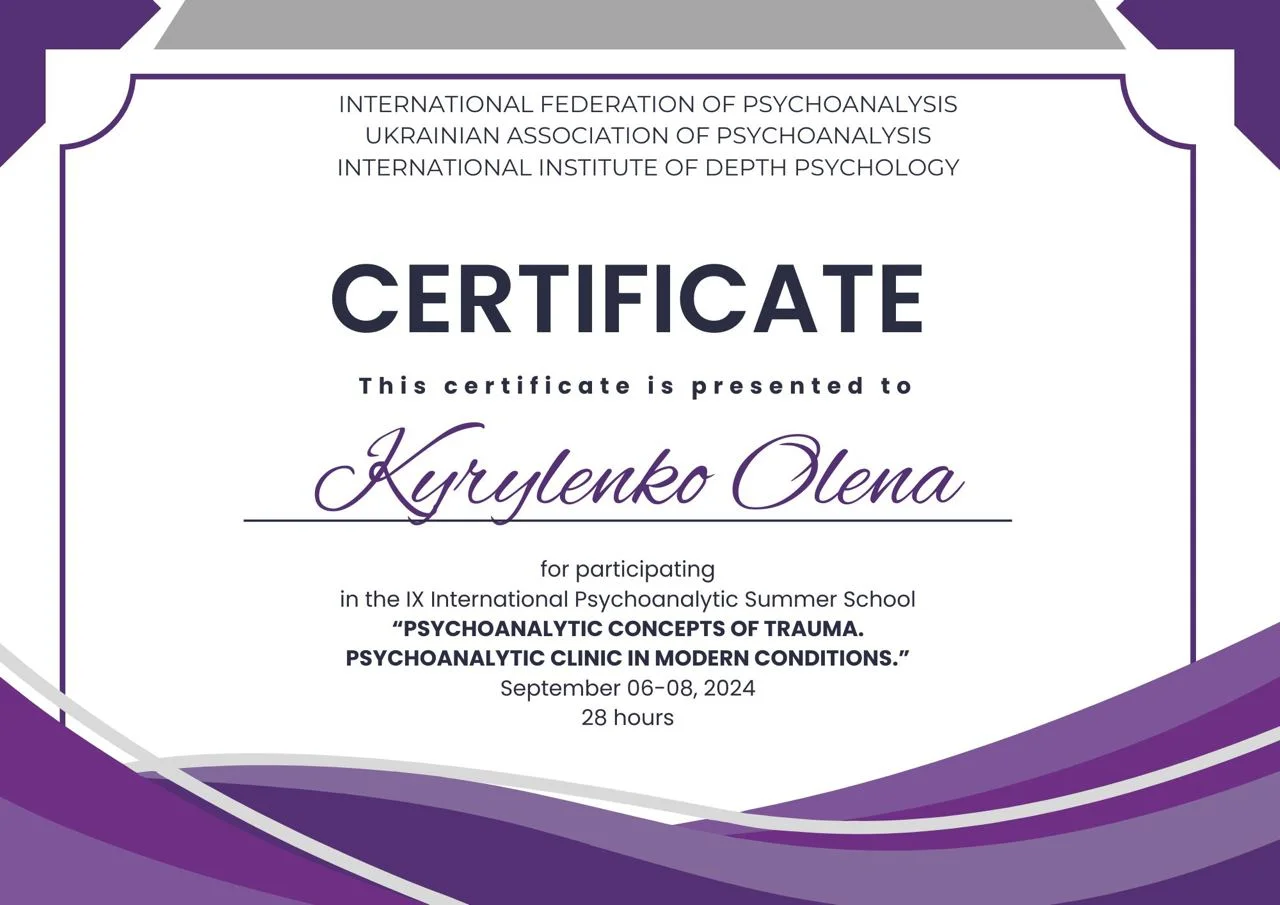 INTERNATIONAL FEDERATION OF PSYCHOANALYSIS
UKRAINIAN ASSOCIATION OF PSYCHOANALYSIS
INTERNATIONAL INSTITUTE OF DEPTH PSYCHOLOGY
CERTIFICATE
This certificate is presented to
Kyrylenko Olena
for participating
in the IX International Psychoanalytic Summer School
“PSYCHOANALYTIC CONCEPTS OF TRAUMA.
PSYCHOANALYTIC CLINIC IN MODERN CONDITIONS.”
September 06-08, 2024
28 hours